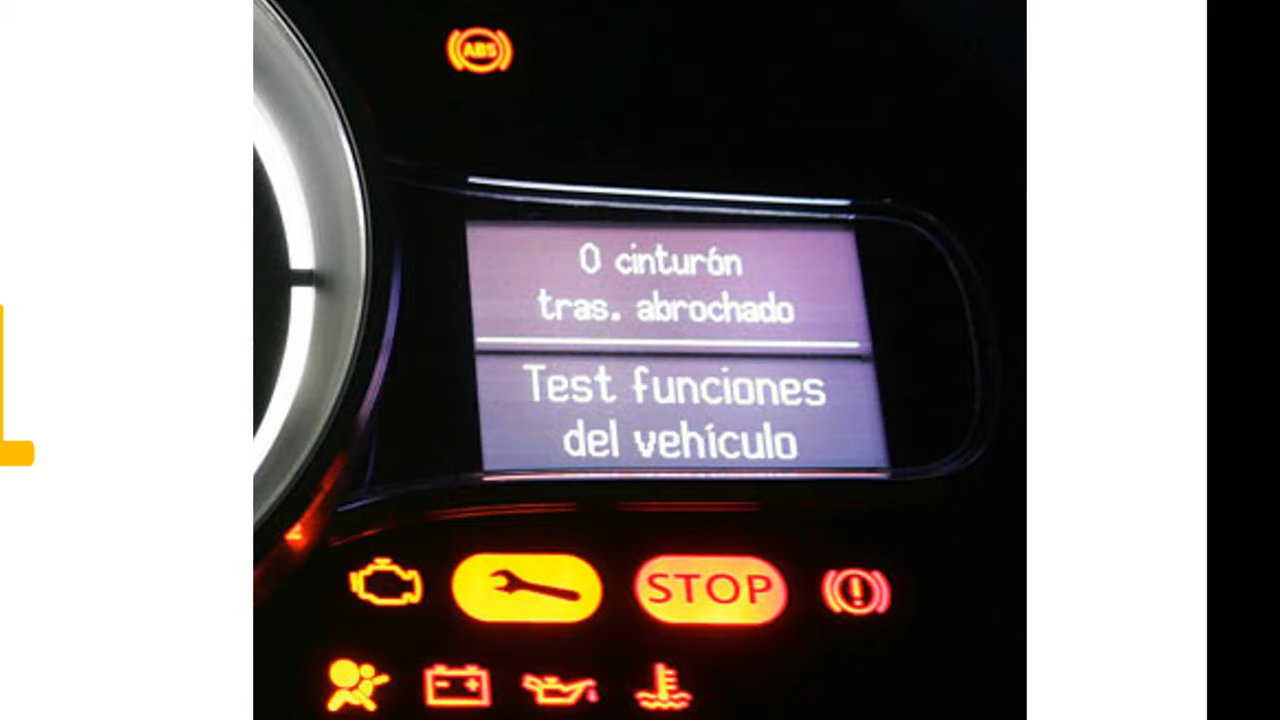 ABS
0 cinturón
tras. abrochado
Test funciones
del vehículo
STOP